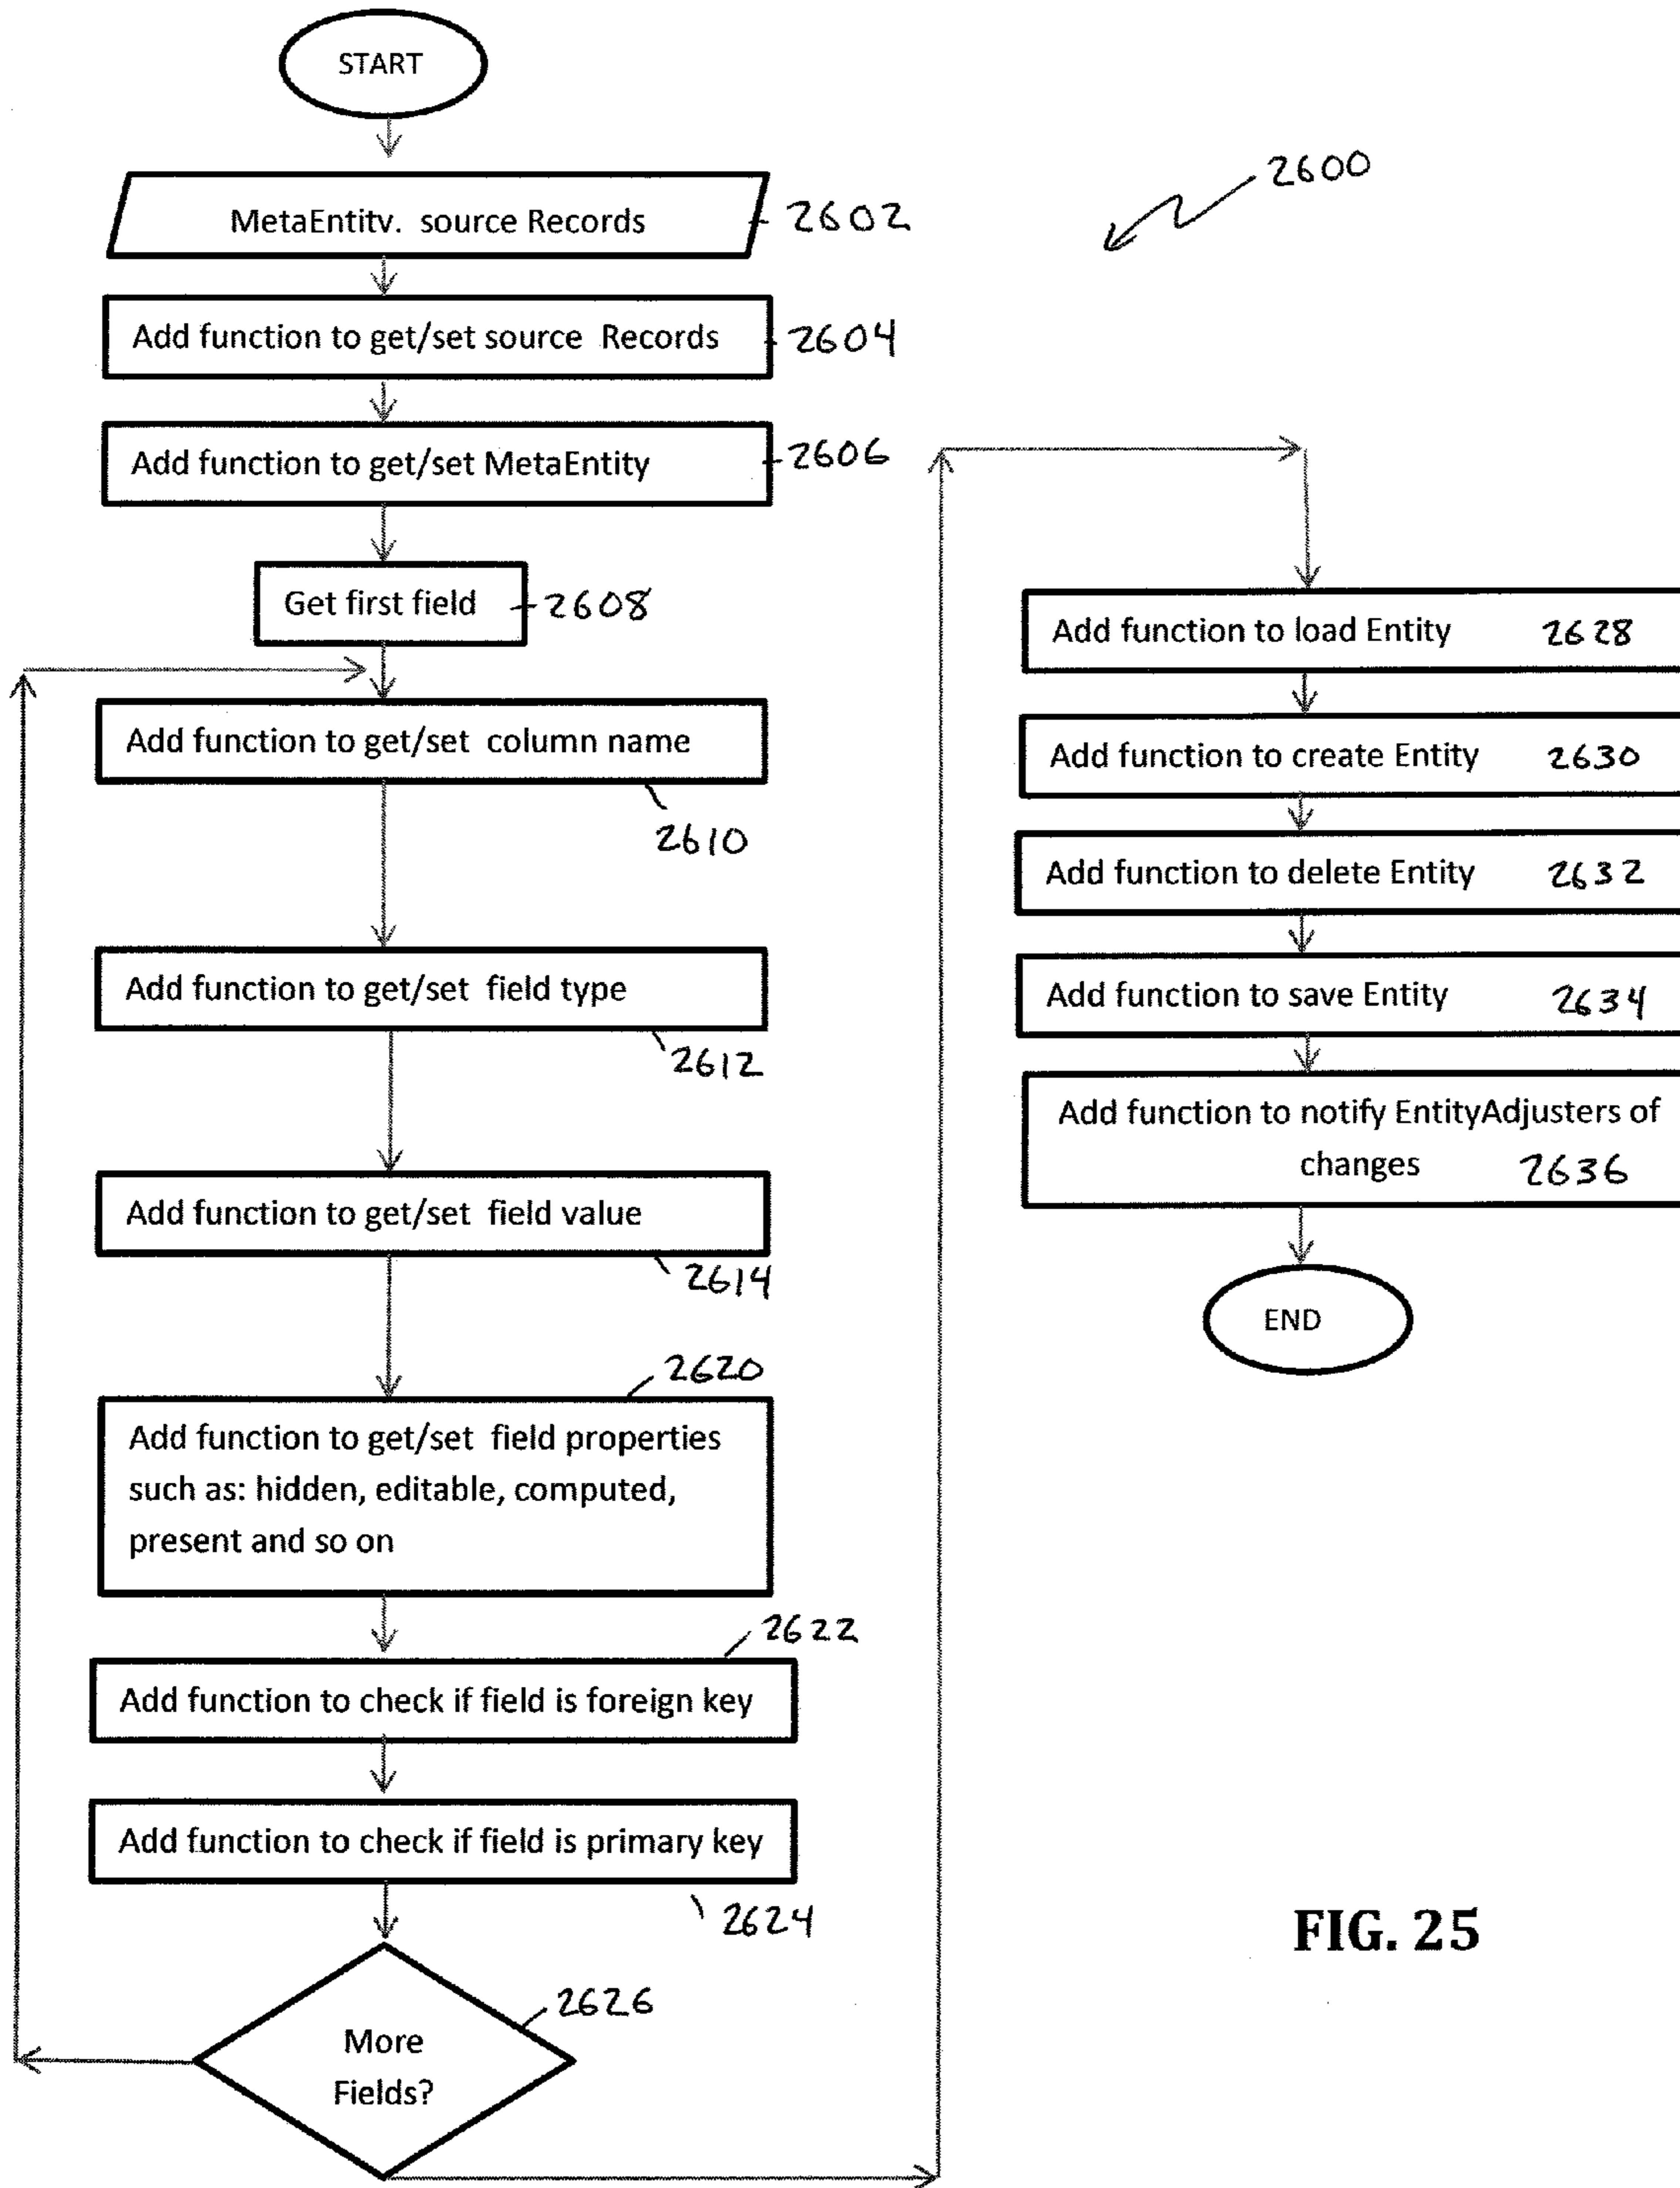 START
2600
MetaEntity. source Records
2602
Add function to get/set source Records
2604
Add function to get/set MetaEntity
2606
Get first field
2608
Add function to get/set column name
2610
Add function to get/set field type
2612
Add function to get/set field value
2614
2620
Add function to get/set field properties
such as: hidden, editable, computed,
present and so on
2622
Add function to check if field is foreign key
Add function to check if field is primary key
2624
2626
More
Fields?
Add function to load Entity 2628
Add function to create Entity 2630
Add function to delete Entity 2632
Add function to save Entity 2634
Add function to notify EntityAdjusters of
changes 2636
END
FIG. 25